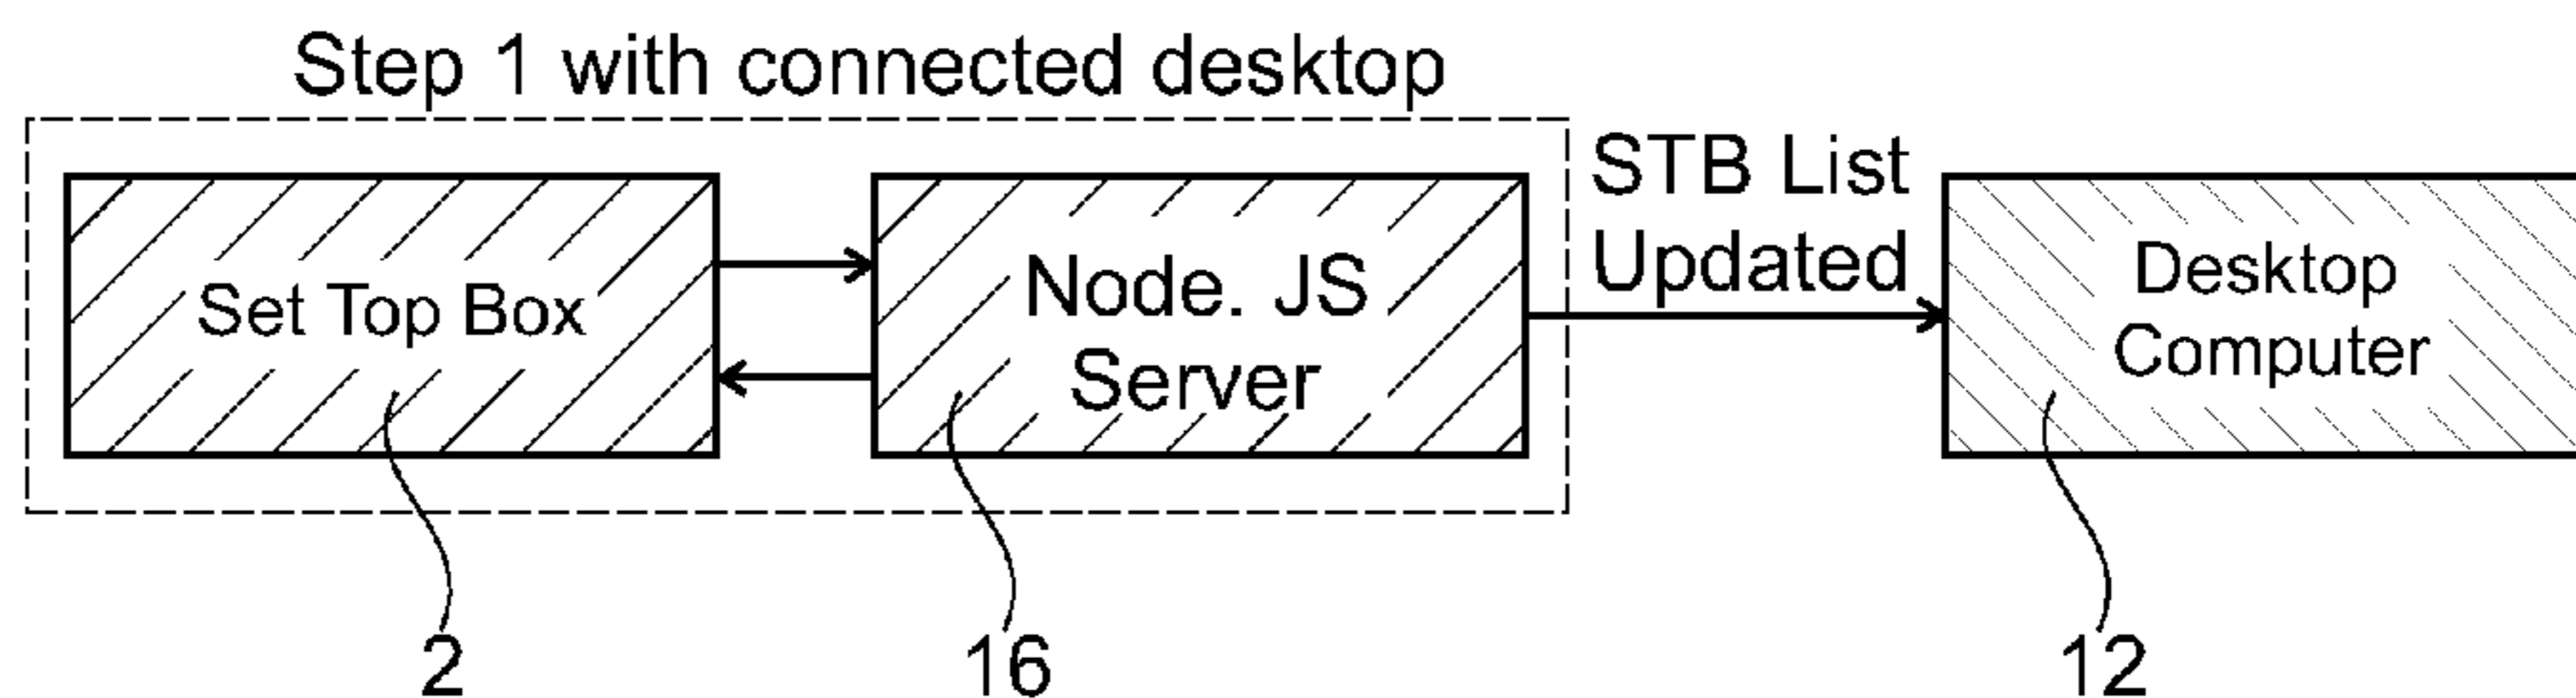 Step 1 with connected desktop
Set Top Box
Node. JS
Server
STB List
Updated
Desktop
Computer
2
16
12